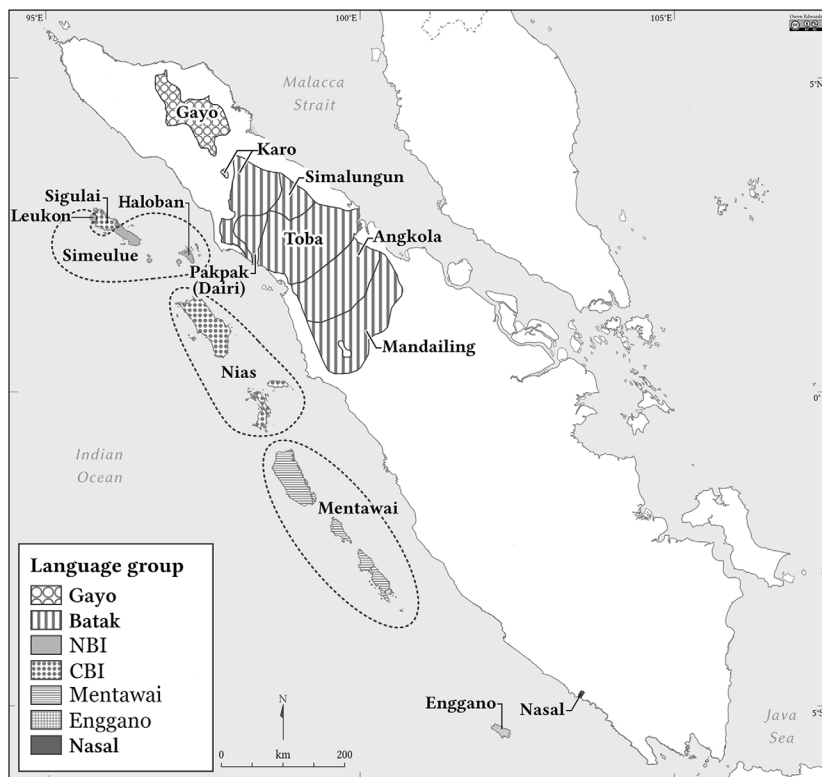 95°E
100°E
105°E
Owen Edwards
5°N
Malacca
Strait
Gayo
Karo
Simalungun
Sigulai
Haloban
Leukon
Toba
Angkola
Simeulue
Pakpak
(Dairi)
Mandailing
Nias
0°
Indian
Ocean
Mentawai
Language group
Gayo
Batak
NBI
CBI
Mentawai
Enggano
Nasal
N
0
km
200
Enggano
Nasal
5°S
Java
Sea